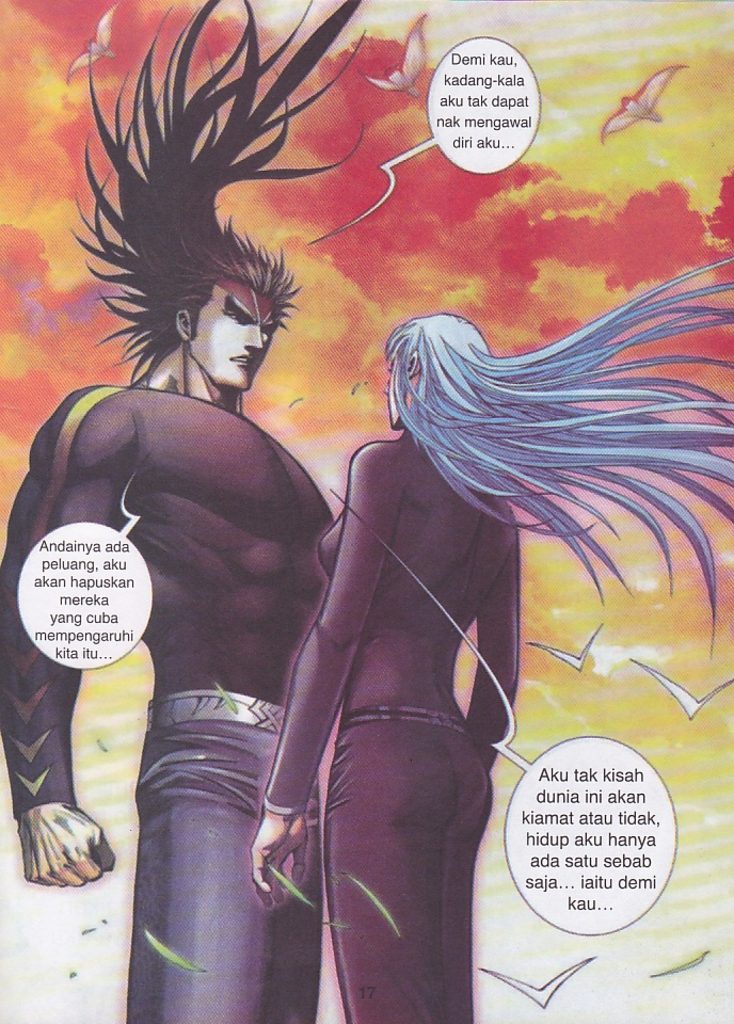 Demi kau,
kadang-kala
aku tak dapat
nak mengawal
diri aku...
Andainya ada
peluang, aku
akan hapuskan
mereka
yang cuba
mempengaruhi
kita itu...
Aku tak kisah
dunia ini akan
kiamat atau tidak,
hidup aku hanya
ada satu sebab
saja... iaitu demi
kau...
17